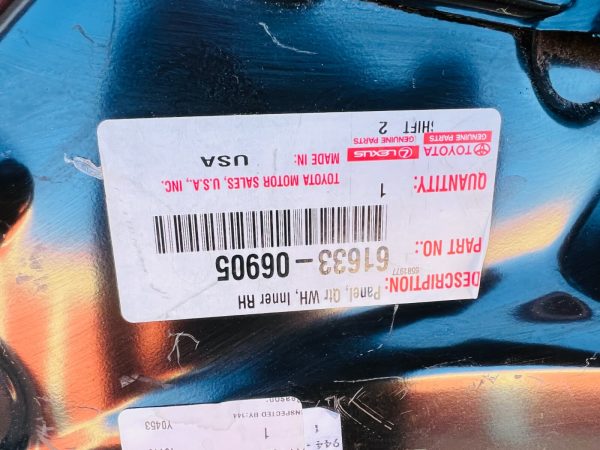 DESCRIPTION: Panel, Qtr WH, Inner RH
6581977
PART NO.: 61633-06905
QUANTITY: 1
TOYOTA MOTOR SALES, U.S.A., INC.
TOYOTA GENUINE PARTS LEXUS GENUINE PARTS MADE IN: USA
SHIFT 2
INSPECTED BY:
1
Y0453